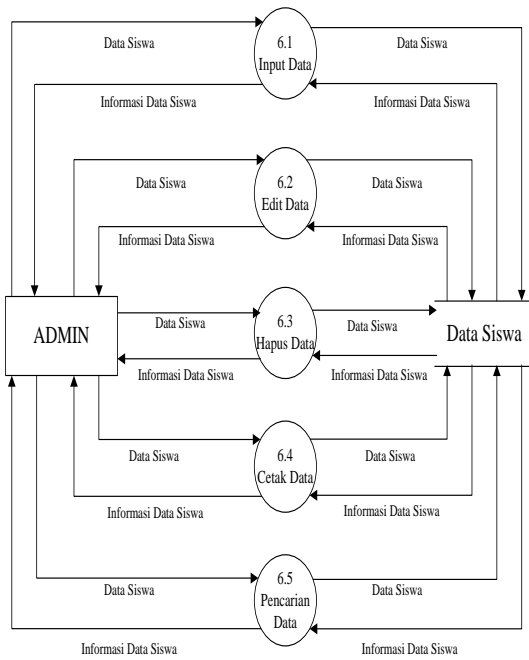 6.1
Input Data
Data Siswa
Data Siswa
Informasi Data Siswa
Informasi Data Siswa
6.2
Edit Data
Data Siswa
Data Siswa
Informasi Data Siswa
Informasi Data Siswa
ADMIN
6.3
Hapus Data
Data Siswa
Data Siswa
Data Siswa
Informasi Data Siswa
Informasi Data Siswa
6.4
Cetak Data
Data Siswa
Data Siswa
Informasi Data Siswa
Informasi Data Siswa
6.5
Pencarian
Data
Data Siswa
Data Siswa
Informasi Data Siswa
Informasi Data Siswa